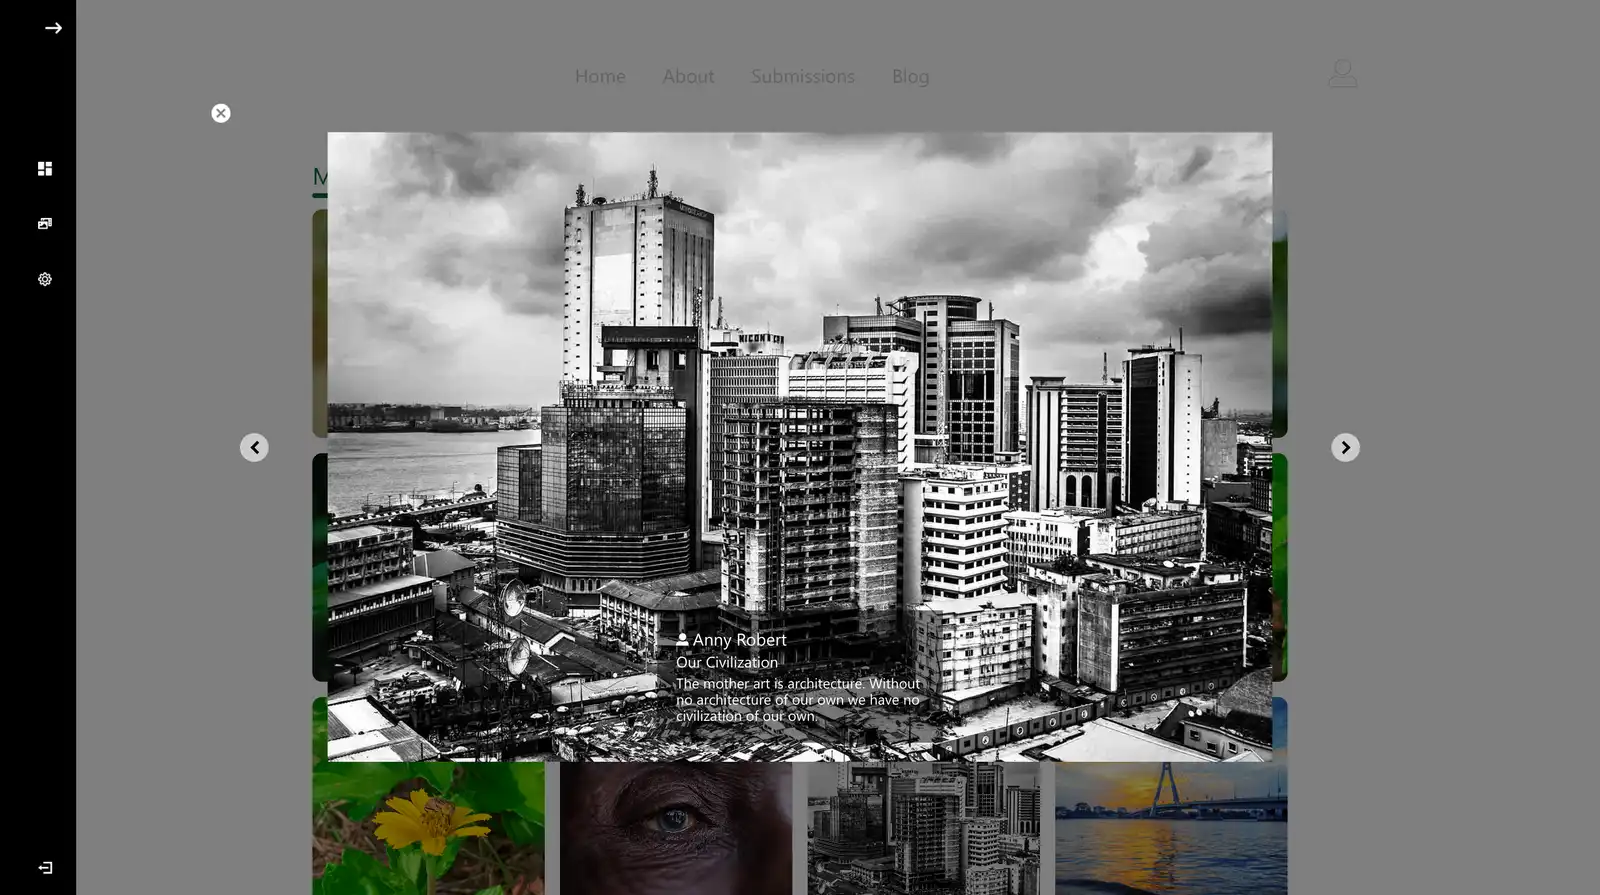 Home About Submissions Blog
M
Anny Robert
Our Civilization
The mother art is architecture. Without
no architecture of our own we have no
civilization of our own.